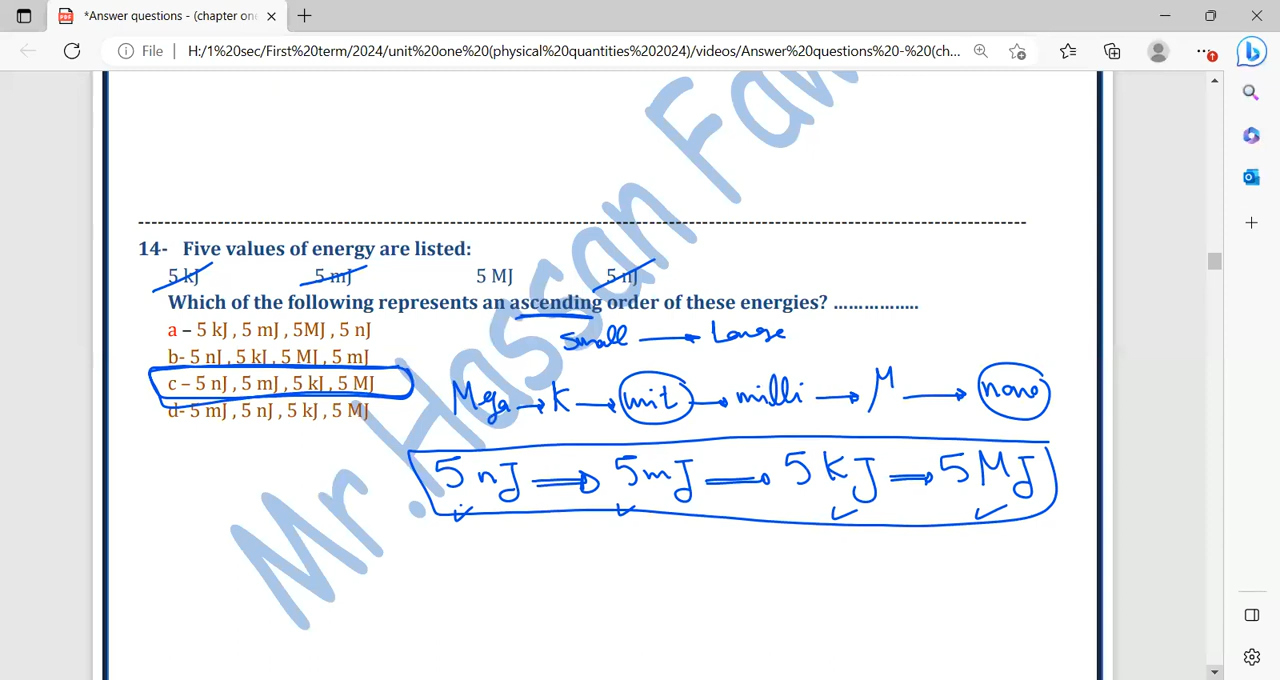 *Answer questions - (chapter one
File
H:/1%20sec/First%20term/2024/unit%20one%20(physical%20quantities%202024)/videos/Answer%20questions%20-%20(ch...
14- Five values of energy are listed:
5 kJ 5 mJ 5 MJ 5 nJ
Which of the following represents an ascending order of these energies? .................
small → Large
a – 5 kJ , 5 mJ , 5MJ , 5 nJ
b- 5 nJ , 5 kJ , 5 MJ , 5 mJ
c – 5 nJ , 5 mJ , 5 kJ , 5 MJ
d- 5 mJ , 5 nJ , 5 kJ , 5 MJ
Mega → K → unit → milli → M → nano
5 nJ ⇒ 5 mJ ⇒ 5 KJ ⇒ 5 MJ
Mr.Hassan Faw